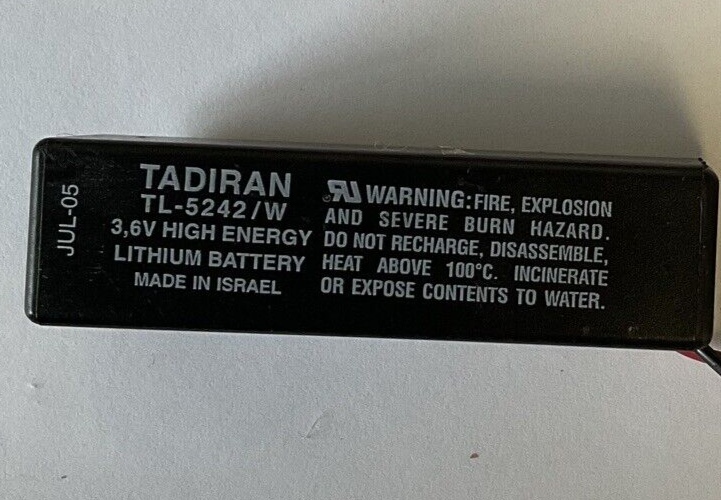 JUL-05
TADIRAN
TL-5242/W
3,6V HIGH ENERGY
LITHIUM BATTERY
MADE IN ISRAEL
WARNING: FIRE, EXPLOSION
AND SEVERE BURN HAZARD.
DO NOT RECHARGE, DISASSEMBLE,
HEAT ABOVE 100°C. INCINERATE
OR EXPOSE CONTENTS TO WATER.